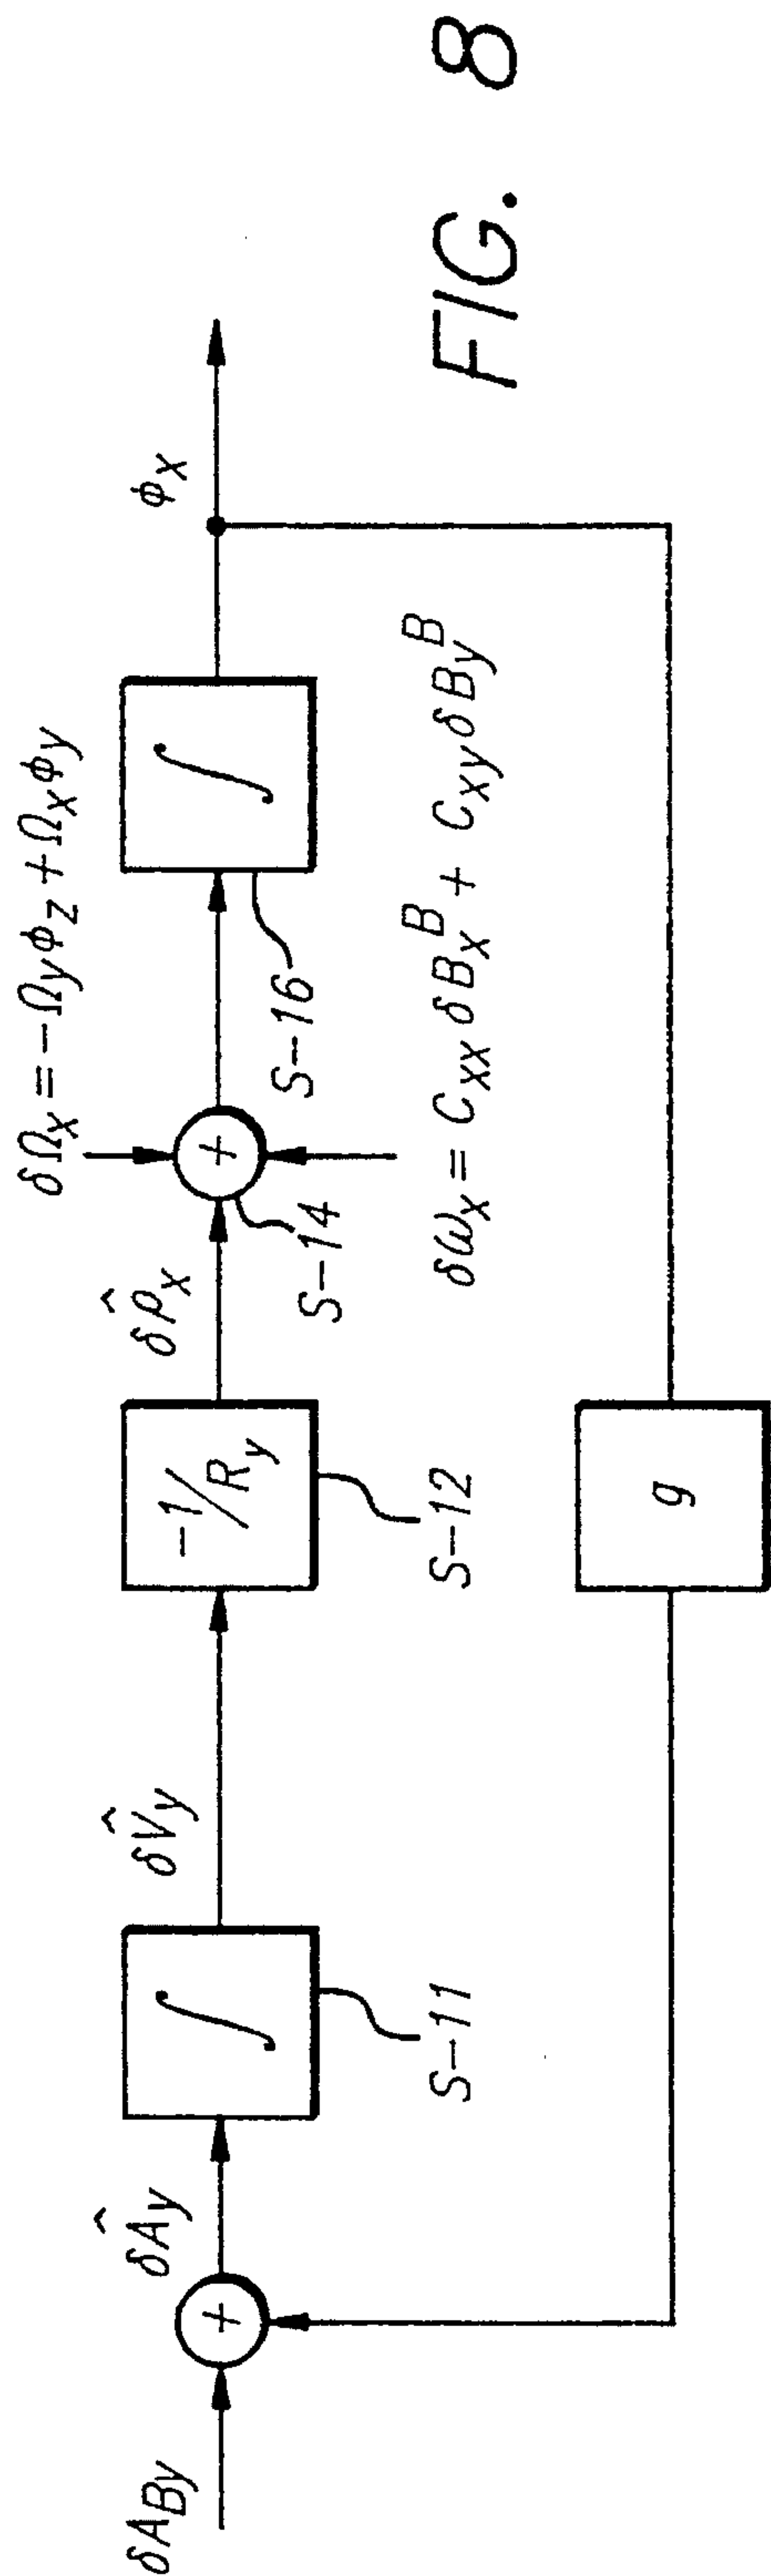 δA_By
δÂ_y
∫
S-11
δV̂_y
-1/R_y
S-12
δρ̂_x
δΩ_x = -Ω_yΦ_z + Ω_xΦ_y
+
S-14
δω_x = C_xx δB_x^B + C_xy δB_y^B
∫
S-16
Φ_x
+
g
FIG. 8